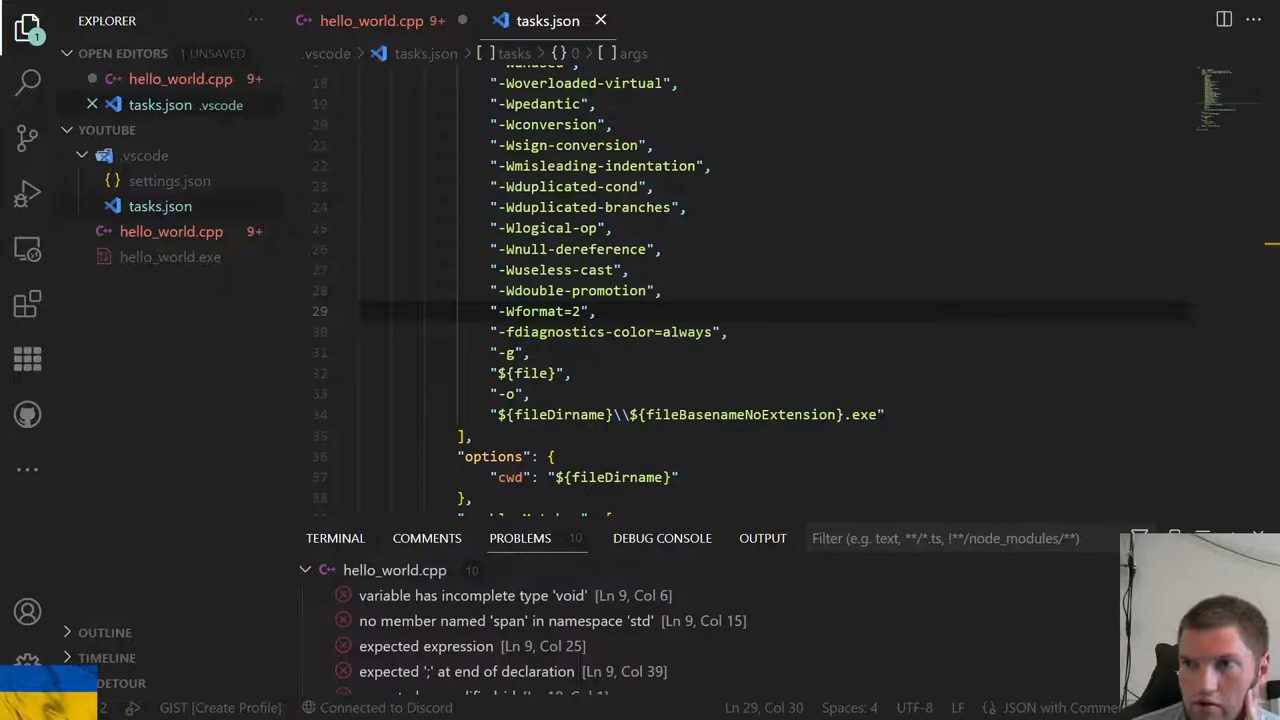 EXPLORER
OPEN EDITORS 1 UNSAVED
hello_world.cpp 9+
tasks.json .vscode
YOUTUBE
.vscode
settings.json
tasks.json
hello_world.cpp 9+
hello_world.exe
OUTLINE
TIMELINE
DETOUR
hello_world.cpp 9+
tasks.json
.vscode tasks.json [ ] tasks {} 0 [ ] args
18 "-Woverloaded-virtual",
19 "-Wpedantic",
20 "-Wconversion",
21 "-Wsign-conversion",
22 "-Wmisleading-indentation",
23 "-Wduplicated-cond",
24 "-Wduplicated-branches",
25 "-Wlogical-op",
26 "-Wnull-dereference",
27 "-Wuseless-cast",
28 "-Wdouble-promotion",
29 "-Wformat=2",
30 "-fdiagnostics-color=always",
31 "-g",
32 "${file}",
33 "-o",
34 "${fileDirname}\\${fileBasenameNoExtension}.exe"
35 ],
36 "options": {
37 "cwd": "${fileDirname}"
38 },
TERMINAL COMMENTS PROBLEMS 10 DEBUG CONSOLE OUTPUT Filter (e.g. text, **/*.ts, !**/node_modules/**)
hello_world.cpp 10
variable has incomplete type 'void' [Ln 9, Col 6]
no member named 'span' in namespace 'std' [Ln 9, Col 15]
expected expression [Ln 9, Col 25]
expected ';' at end of declaration [Ln 9, Col 39]
2 GIST [Create Profile] Connected to Discord Ln 29, Col 30 Spaces: 4 UTF-8 LF {} JSON with